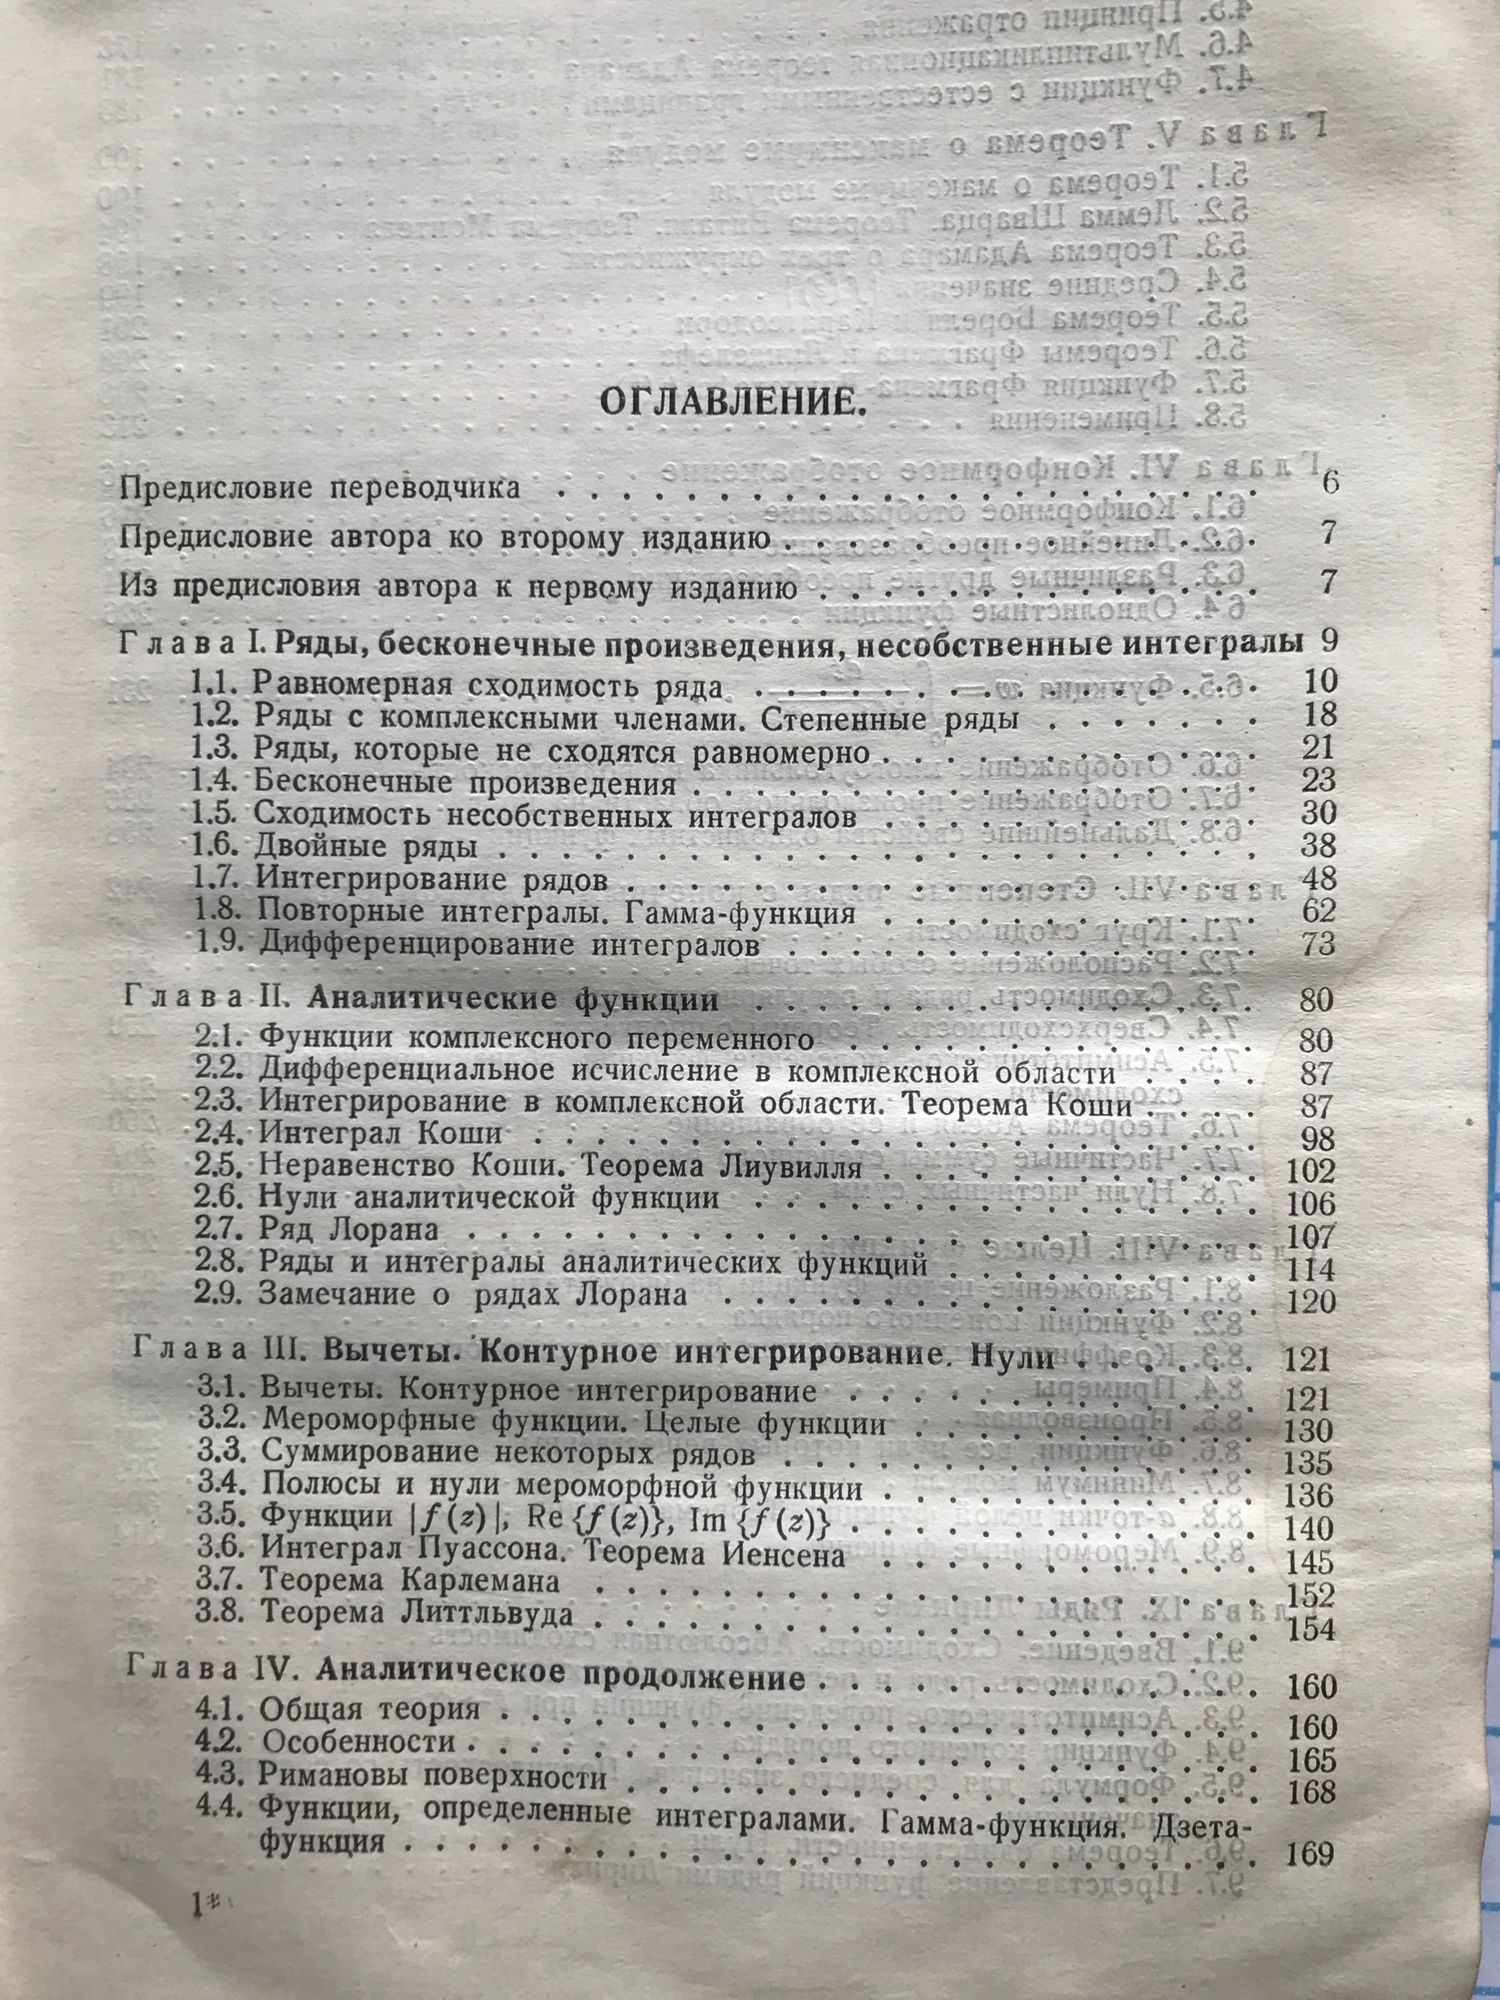 ОГЛАВЛЕНИЕ.
Предисловие переводчика . . . . . . . . . . . . . . . . . . . . . 6
Предисловие автора ко второму изданию . . . . . . . . . . . . . . 7
Из предисловия автора к первому изданию . . . . . . . . . . . . . 7
Глава I. Ряды, бесконечные произведения, несобственные интегралы 9
1.1. Равномерная сходимость ряда . . . . . . . . . . . . . . . 10
1.2. Ряды с комплексными членами. Степенные ряды . . . . . . . 18
1.3. Ряды, которые не сходятся равномерно . . . . . . . . . . . 21
1.4. Бесконечные произведения . . . . . . . . . . . . . . . . . 23
1.5. Сходимость несобственных интегралов . . . . . . . . . . . 30
1.6. Двойные ряды . . . . . . . . . . . . . . . . . . . . . . . 38
1.7. Интегрирование рядов . . . . . . . . . . . . . . . . . . . 48
1.8. Повторные интегралы. Гамма-функция . . . . . . . . . . . . 62
1.9. Дифференцирование интегралов . . . . . . . . . . . . . . . 73
Глава II. Аналитические функции . . . . . . . . . . . . . . . . 80
2.1. Функции комплексного переменного . . . . . . . . . . . . . 80
2.2. Дифференциальное исчисление в комплексной области . . . . 87
2.3. Интегрирование в комплексной области. Теорема Коши . . . . 87
2.4. Интеграл Коши . . . . . . . . . . . . . . . . . . . . . . 98
2.5. Неравенство Коши. Теорема Лиувилля . . . . . . . . . . . . 102
2.6. Нули аналитической функции . . . . . . . . . . . . . . . . 106
2.7. Ряд Лорана . . . . . . . . . . . . . . . . . . . . . . . . 107
2.8. Ряды и интегралы аналитических функций . . . . . . . . . . 114
2.9. Замечание о рядах Лорана . . . . . . . . . . . . . . . . . 120
Глава III. Вычеты. Контурное интегрирование. Нули . . . . . . . 121
3.1. Вычеты. Контурное интегрирование . . . . . . . . . . . . . 121
3.2. Мероморфные функции. Целые функции . . . . . . . . . . . . 130
3.3. Суммирование некоторых рядов . . . . . . . . . . . . . . . 135
3.4. Полюсы и нули мероморфной функции . . . . . . . . . . . . 136
3.5. Функции |f (z)|, Re {f (z)}, Im {f (z)} . . . . . . . . . . 140
3.6. Интеграл Пуассона. Теорема Иенсена . . . . . . . . . . . . 145
3.7. Теорема Карлемана . . . . . . . . . . . . . . . . . . . . 152
3.8. Теорема Литтльвуда . . . . . . . . . . . . . . . . . . . . 154
Глава IV. Аналитическое продолжение . . . . . . . . . . . . . . 160
4.1. Общая теория . . . . . . . . . . . . . . . . . . . . . . . 160
4.2. Особенности . . . . . . . . . . . . . . . . . . . . . . . 165
4.3. Римановы поверхности . . . . . . . . . . . . . . . . . . . 168
4.4. Функции, определенные интегралами. Гамма-функция. Дзета-
функция . . . . . . . . . . . . . . . . . . . . . . . . . . 169
1*